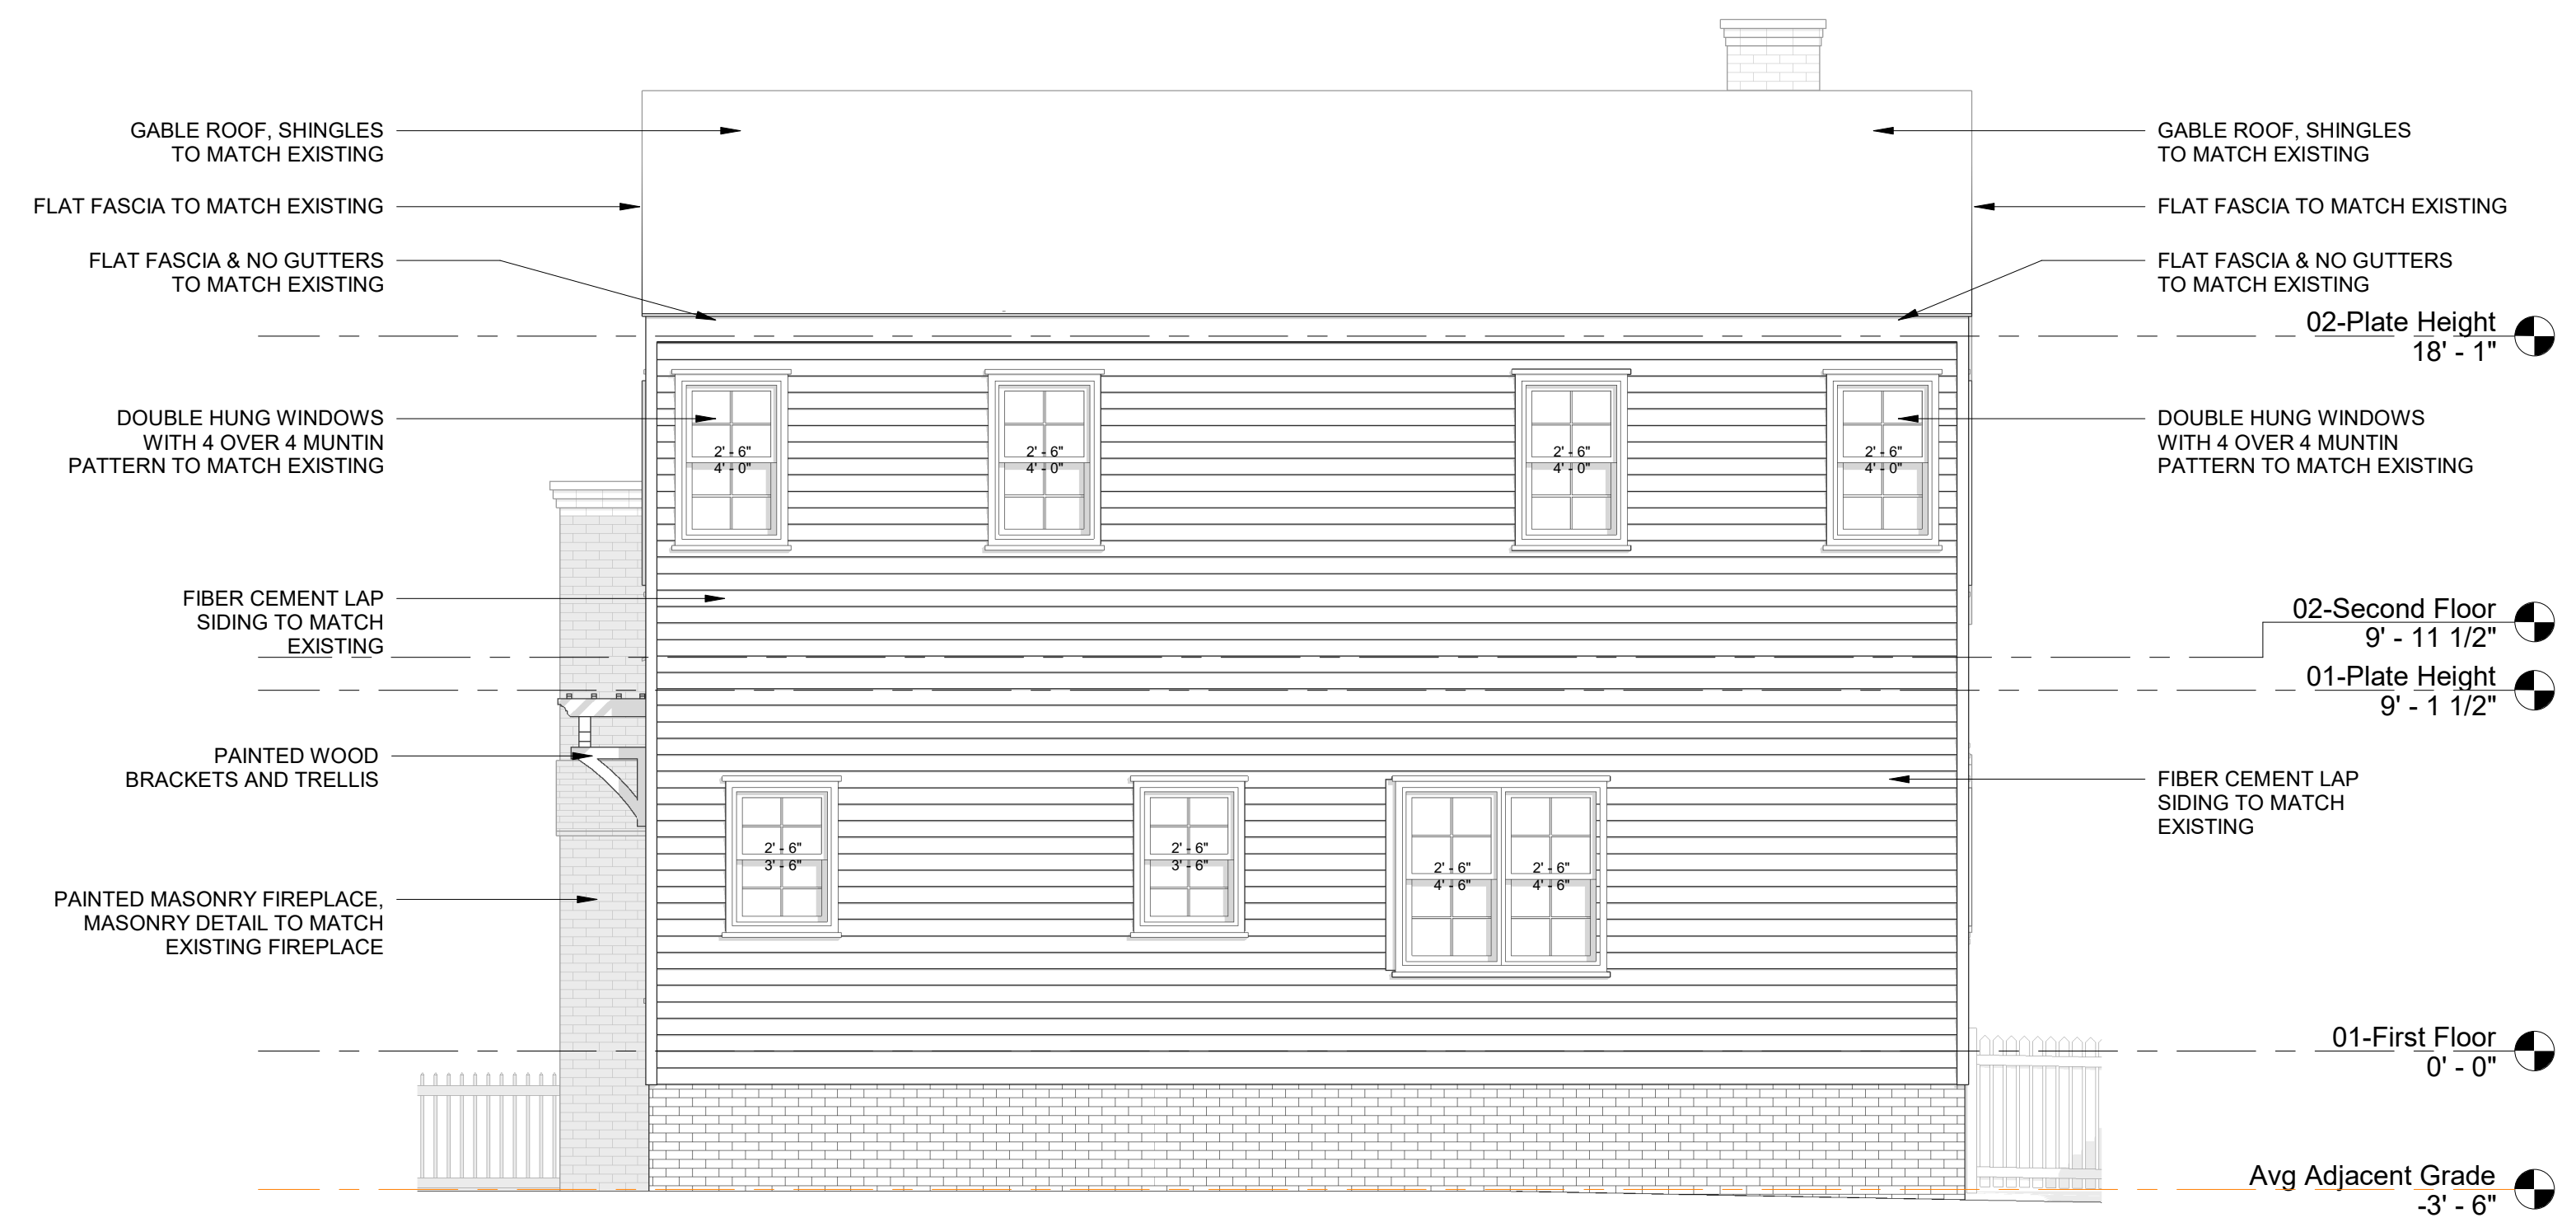 GABLE ROOF, SHINGLES
TO MATCH EXISTING
FLAT FASCIA TO MATCH EXISTING
FLAT FASCIA & NO GUTTERS
TO MATCH EXISTING
DOUBLE HUNG WINDOWS
WITH 4 OVER 4 MUNTIN
PATTERN TO MATCH EXISTING
FIBER CEMENT LAP
SIDING TO MATCH
EXISTING
PAINTED WOOD
BRACKETS AND TRELLIS
PAINTED MASONRY FIREPLACE,
MASONRY DETAIL TO MATCH
EXISTING FIREPLACE
2' - 6"
4' - 0"
2' - 6"
4' - 0"
2' - 6"
4' - 0"
2' - 6"
4' - 0"
2' - 6"
3' - 6"
2' - 6"
3' - 6"
2' - 6"
4' - 6"
2' - 6"
4' - 6"
GABLE ROOF, SHINGLES
TO MATCH EXISTING
FLAT FASCIA TO MATCH EXISTING
FLAT FASCIA & NO GUTTERS
TO MATCH EXISTING
02-Plate Height
18' - 1"
DOUBLE HUNG WINDOWS
WITH 4 OVER 4 MUNTIN
PATTERN TO MATCH EXISTING
02-Second Floor
9' - 11 1/2"
01-Plate Height
9' - 1 1/2"
FIBER CEMENT LAP
SIDING TO MATCH
EXISTING
01-First Floor
0' - 0"
Avg Adjacent Grade
-3' - 6"